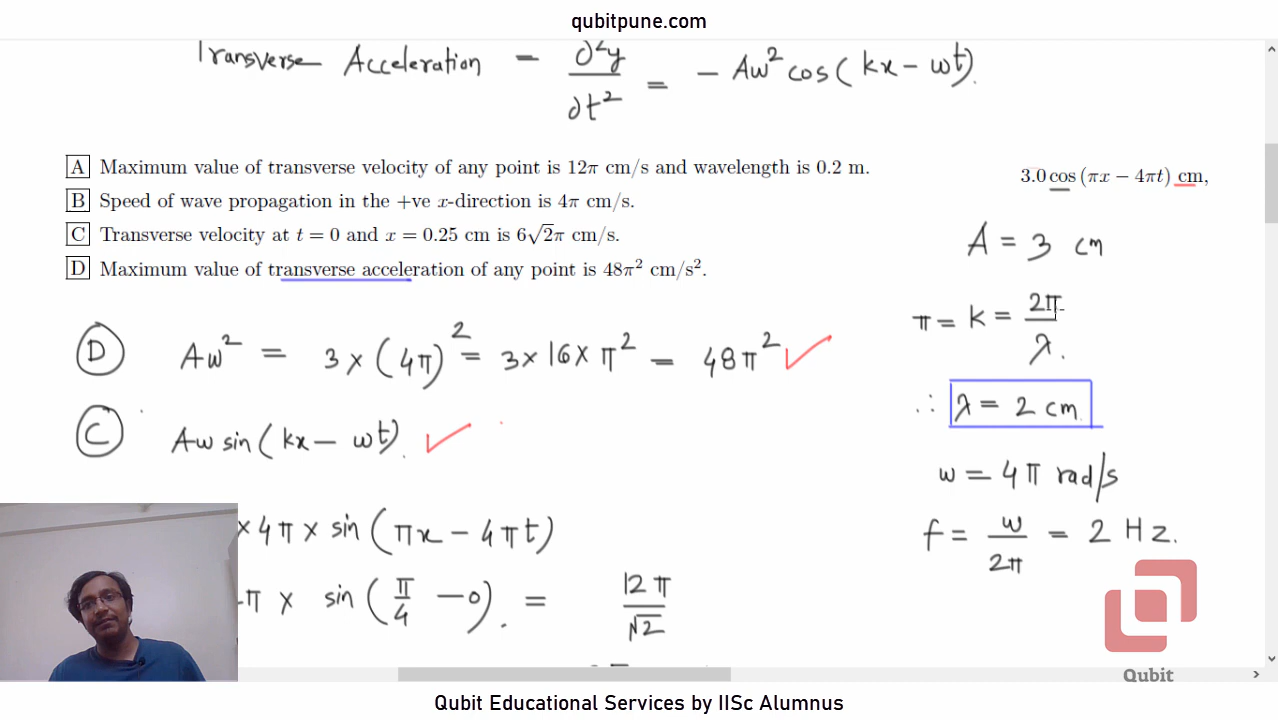 qubitpune.com
Transverse Acceleration = ∂²y/∂t² = - Aw² cos(kx - wt).
A Maximum value of transverse velocity of any point is 12π cm/s and wavelength is 0.2 m.
3.0 cos (πx − 4πt) cm,
B Speed of wave propagation in the +ve x-direction is 4π cm/s.
C Transverse velocity at t = 0 and x = 0.25 cm is 6√2π cm/s.
D Maximum value of transverse acceleration of any point is 48π² cm/s².
A = 3 cm
π = k = 2π/λ.
D Aw² = 3 × (4π)² = 3 × 16 × π² = 48π² ✓
∴ λ = 2 cm
C Aw sin(kx - wt). ✓
w = 4π rad/s
× 4π × sin(πx - 4πt)
f = w/2π = 2 Hz.
π × sin(π/4 - 0). = 12π/√2
Qubit
Qubit Educational Services by IISc Alumnus